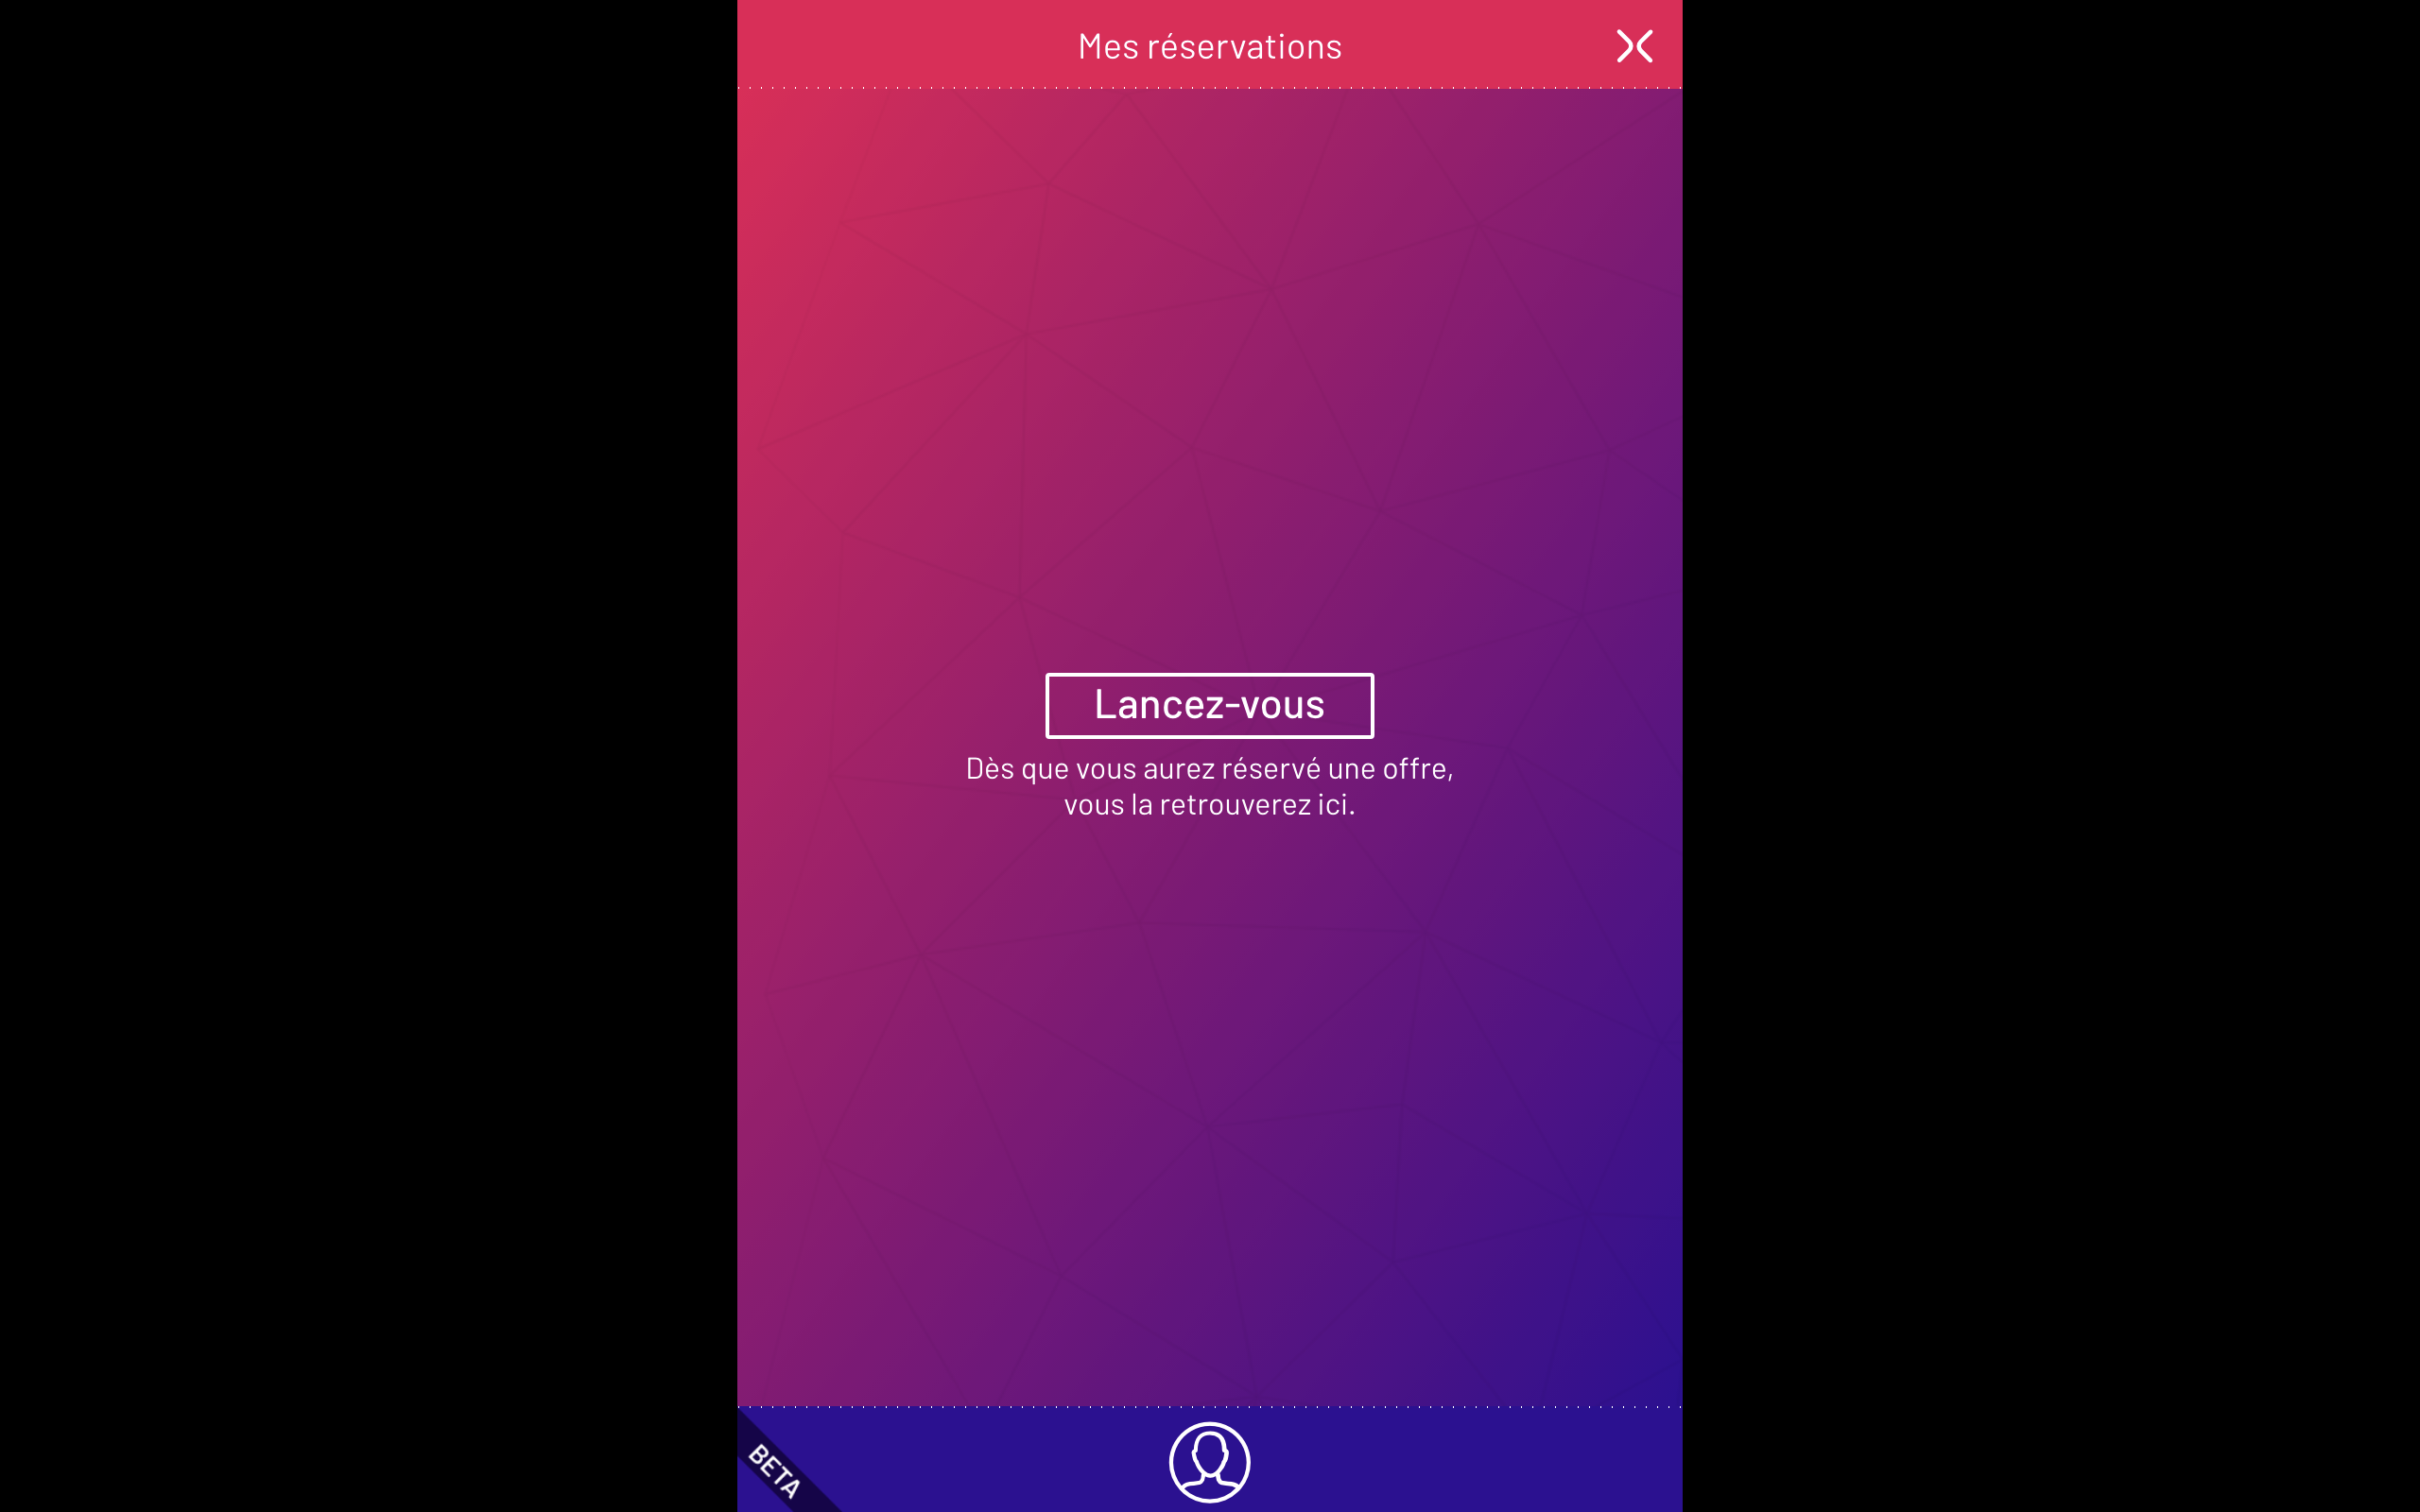 Mes réservations
Lancez-vous
Dès que vous aurez réservé une offre,
vous la retrouverez ici.
BETA